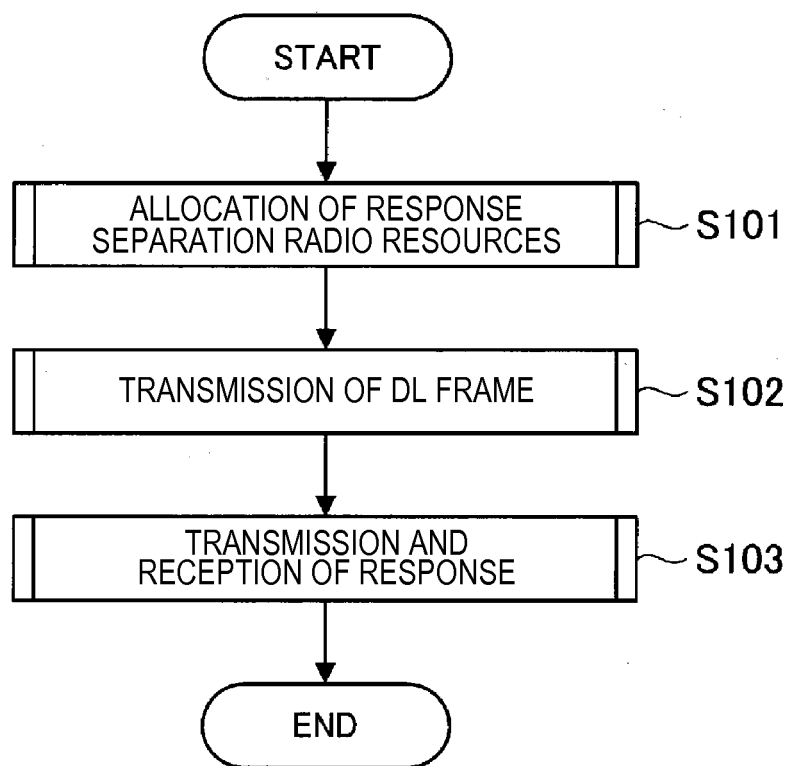 START
ALLOCATION OF RESPONSE
SEPARATION RADIO RESOURCES
S101
TRANSMISSION OF DL FRAME
S102
TRANSMISSION AND
RECEPTION OF RESPONSE
S103
END